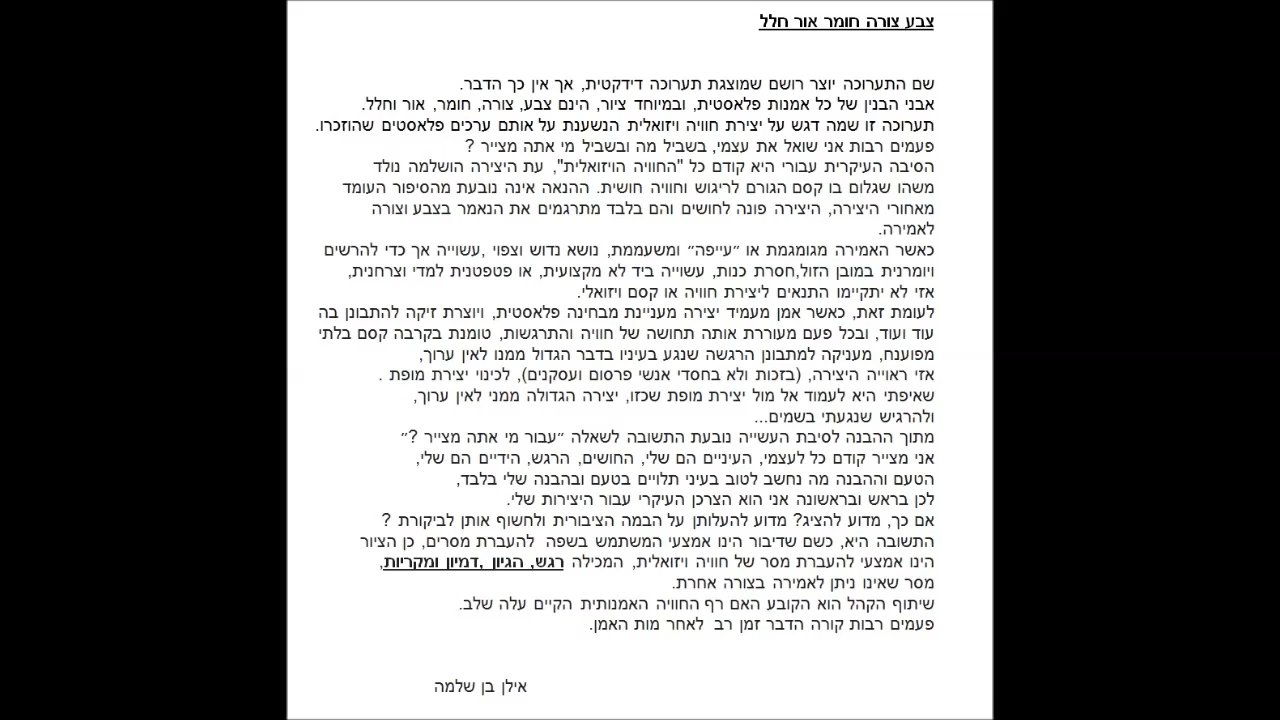 צבע צורה חומר אור חלל
שם התערוכה יוצר רושם שמוצגת תערוכה דידקטית, אך אין כך הדבר.
אבני הבנין של כל אמנות פלאסטית, ובמיוחד ציור, הינם צבע, צורה, חומר, אור וחלל.
תערוכה זו שמה דגש על יצירת חוויה ויזואלית הנשענת על אותם ערכים פלאסטים שהוזכרו.
פעמים רבות אני שואל את עצמי, בשביל מה ובשביל מי אתה מצייר ?
הסיבה העיקרית עבורי היא קודם כל "החוויה הויזואלית", עת היצירה הושלמה נולד
משהו שגלום בו קסם הגורם לריגוש וחוויה חושית. ההנאה אינה נובעת מהסיפור העומד
מאחורי היצירה, היצירה פונה לחושים והם בלבד מתרגמים את הנאמר בצבע וצורה
לאמירה.
כאשר האמירה מגומגמת או ״עייפה״ ומשעממת, נושא נדוש וצפוי ,עשוייה אך כדי להרשים
ויומרנית במובן הזול,חסרת כנות, עשוייה ביד לא מקצועית, או פטפטנית למדי וצרחנית,
אזי לא יתקיימו התנאים ליצירת חוויה או קסם ויזואלי.
לעומת זאת, כאשר אמן מעמיד יצירה מעניינת מבחינה פלאסטית, ויוצרת זיקה להתבונן בה
עוד ועוד, ובכל פעם מעוררת אותה תחושה של חוויה והתרגשות, טומנת בקרבה קסם בלתי
מפוענח, מעניקה למתבונן הרגשה שנגע בעיניו בדבר הגדול ממנו לאין ערוך,
אזי ראוייה היצירה, (בזכות ולא בחסדי אנשי פרסום ועסקנים), לכינוי יצירת מופת .
שאיפתי היא לעמוד אל מול יצירת מופת שכזו, יצירה הגדולה ממני לאין ערוך,
ולהרגיש שנגעתי בשמים...
מתוך ההבנה לסיבת העשייה נובעת התשובה לשאלה ״עבור מי אתה מצייר ?״
אני מצייר קודם כל לעצמי, העיניים הם שלי, החושים, הרגש, הידיים הם שלי,
הטעם וההבנה מה נחשב לטוב בעיני תלויים בטעם ובהבנה שלי בלבד,
לכן בראש ובראשונה אני הוא הצרכן העיקרי עבור היצירות שלי.
אם כך, מדוע להציג? מדוע להעלותן על הבמה הציבורית ולחשוף אותן לביקורת ?
התשובה היא, כשם שדיבור הינו אמצעי המשתמש בשפה להעברת מסרים, כן הציור
הינו אמצעי להעברת מסר של חוויה ויזואלית, המכילה רגש, הגיון ,דמיון ומקריות,
מסר שאינו ניתן לאמירה בצורה אחרת.
שיתוף הקהל הוא הקובע האם רף החוויה האמנותית הקיים עלה שלב.
פעמים רבות קורה הדבר זמן רב לאחר מות האמן.
אילן בן שלמה